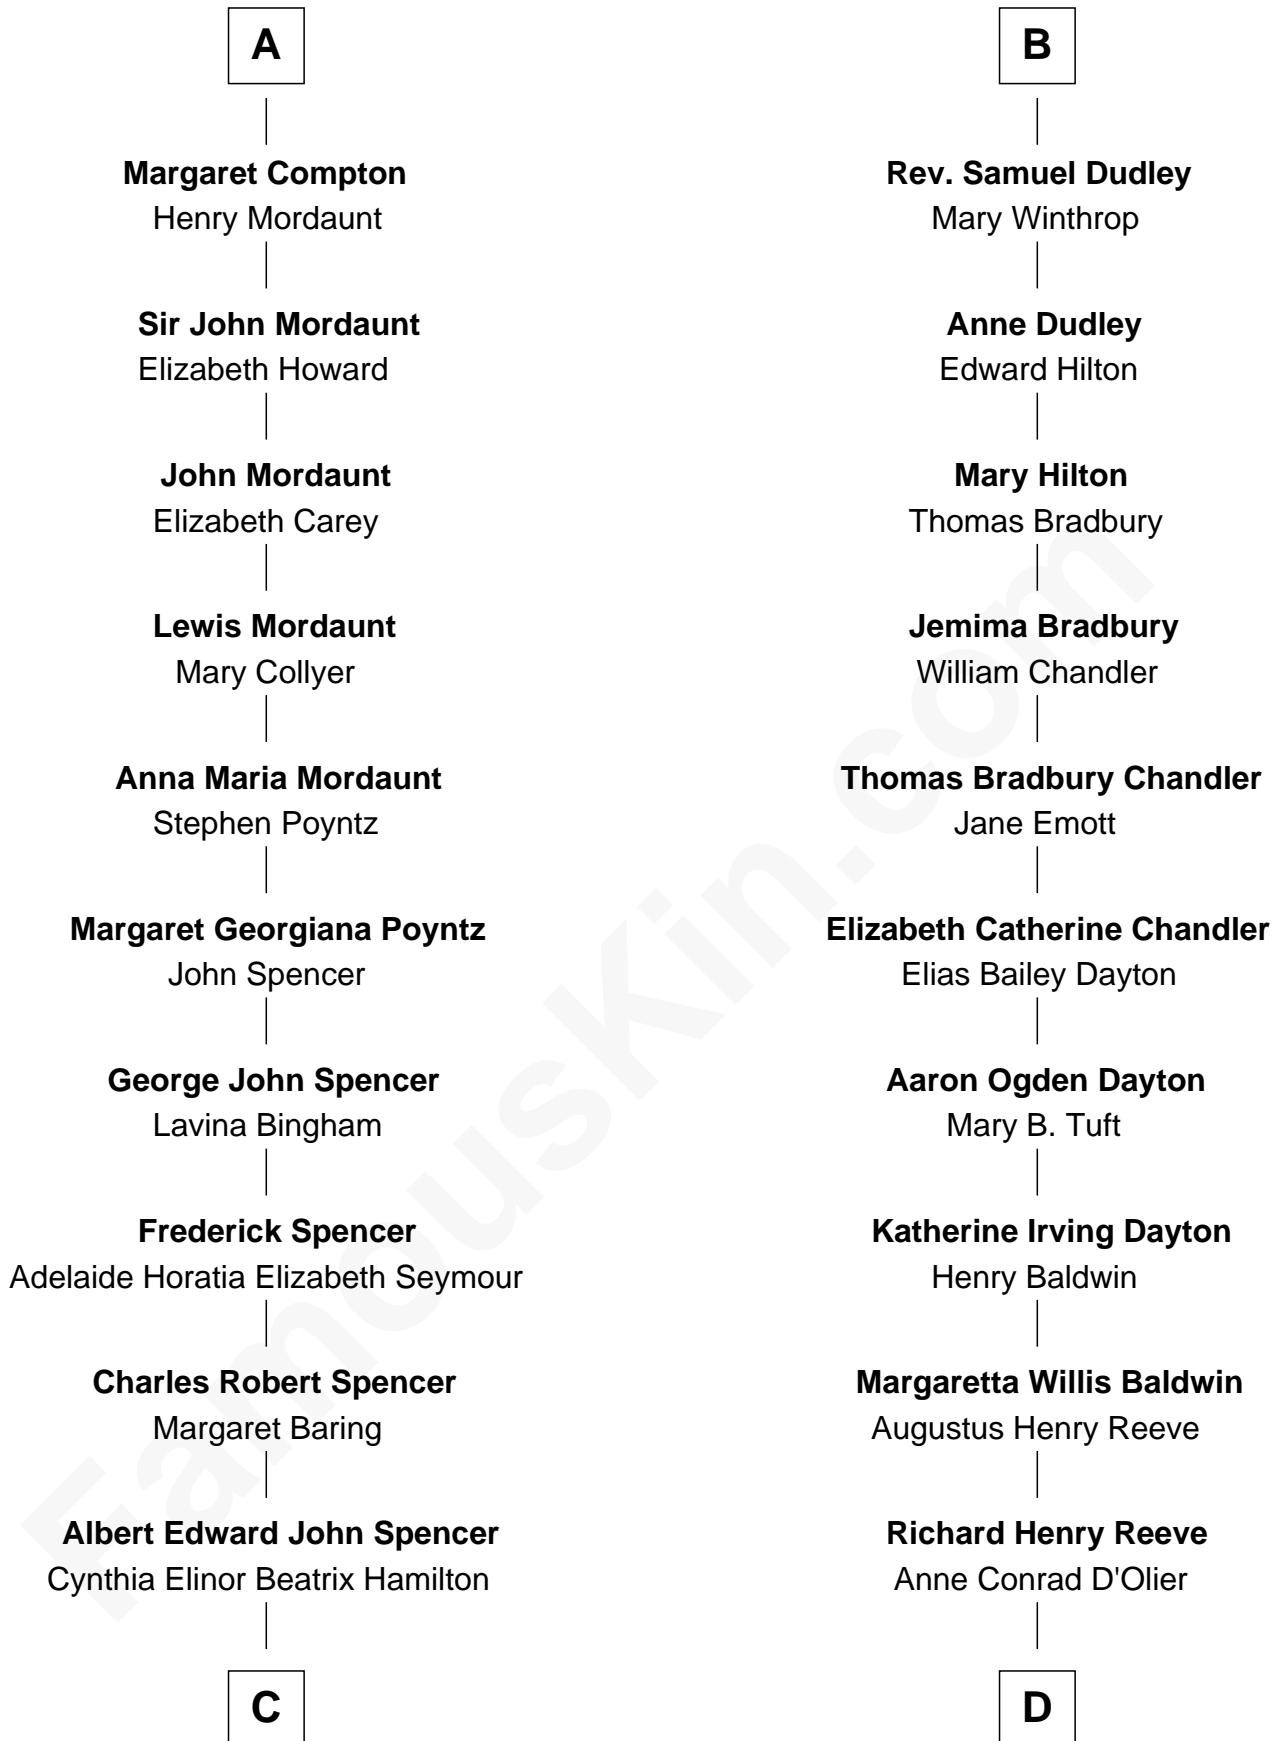 A
Margaret Compton
Henry Mordaunt
Sir John Mordaunt
Elizabeth Howard
John Mordaunt
Elizabeth Carey
Lewis Mordaunt
Mary Collyer
Anna Maria Mordaunt
Stephen Poyntz
Margaret Georgiana Poyntz
John Spencer
George John Spencer
Lavina Bingham
Frederick Spencer
Adelaide Horatia Elizabeth Seymour
Charles Robert Spencer
Margaret Baring
Albert Edward John Spencer
Cynthia Elinor Beatrix Hamilton
C
B
Rev. Samuel Dudley
Mary Winthrop
Anne Dudley
Edward Hilton
Mary Hilton
Thomas Bradbury
Jemima Bradbury
William Chandler
Thomas Bradbury Chandler
Jane Emott
Elizabeth Catherine Chandler
Elias Bailey Dayton
Aaron Ogden Dayton
Mary B. Tuft
Katherine Irving Dayton
Henry Baldwin
Margaretta Willis Baldwin
Augustus Henry Reeve
Richard Henry Reeve
Anne Conrad D'Olier
D
FamousKin.com